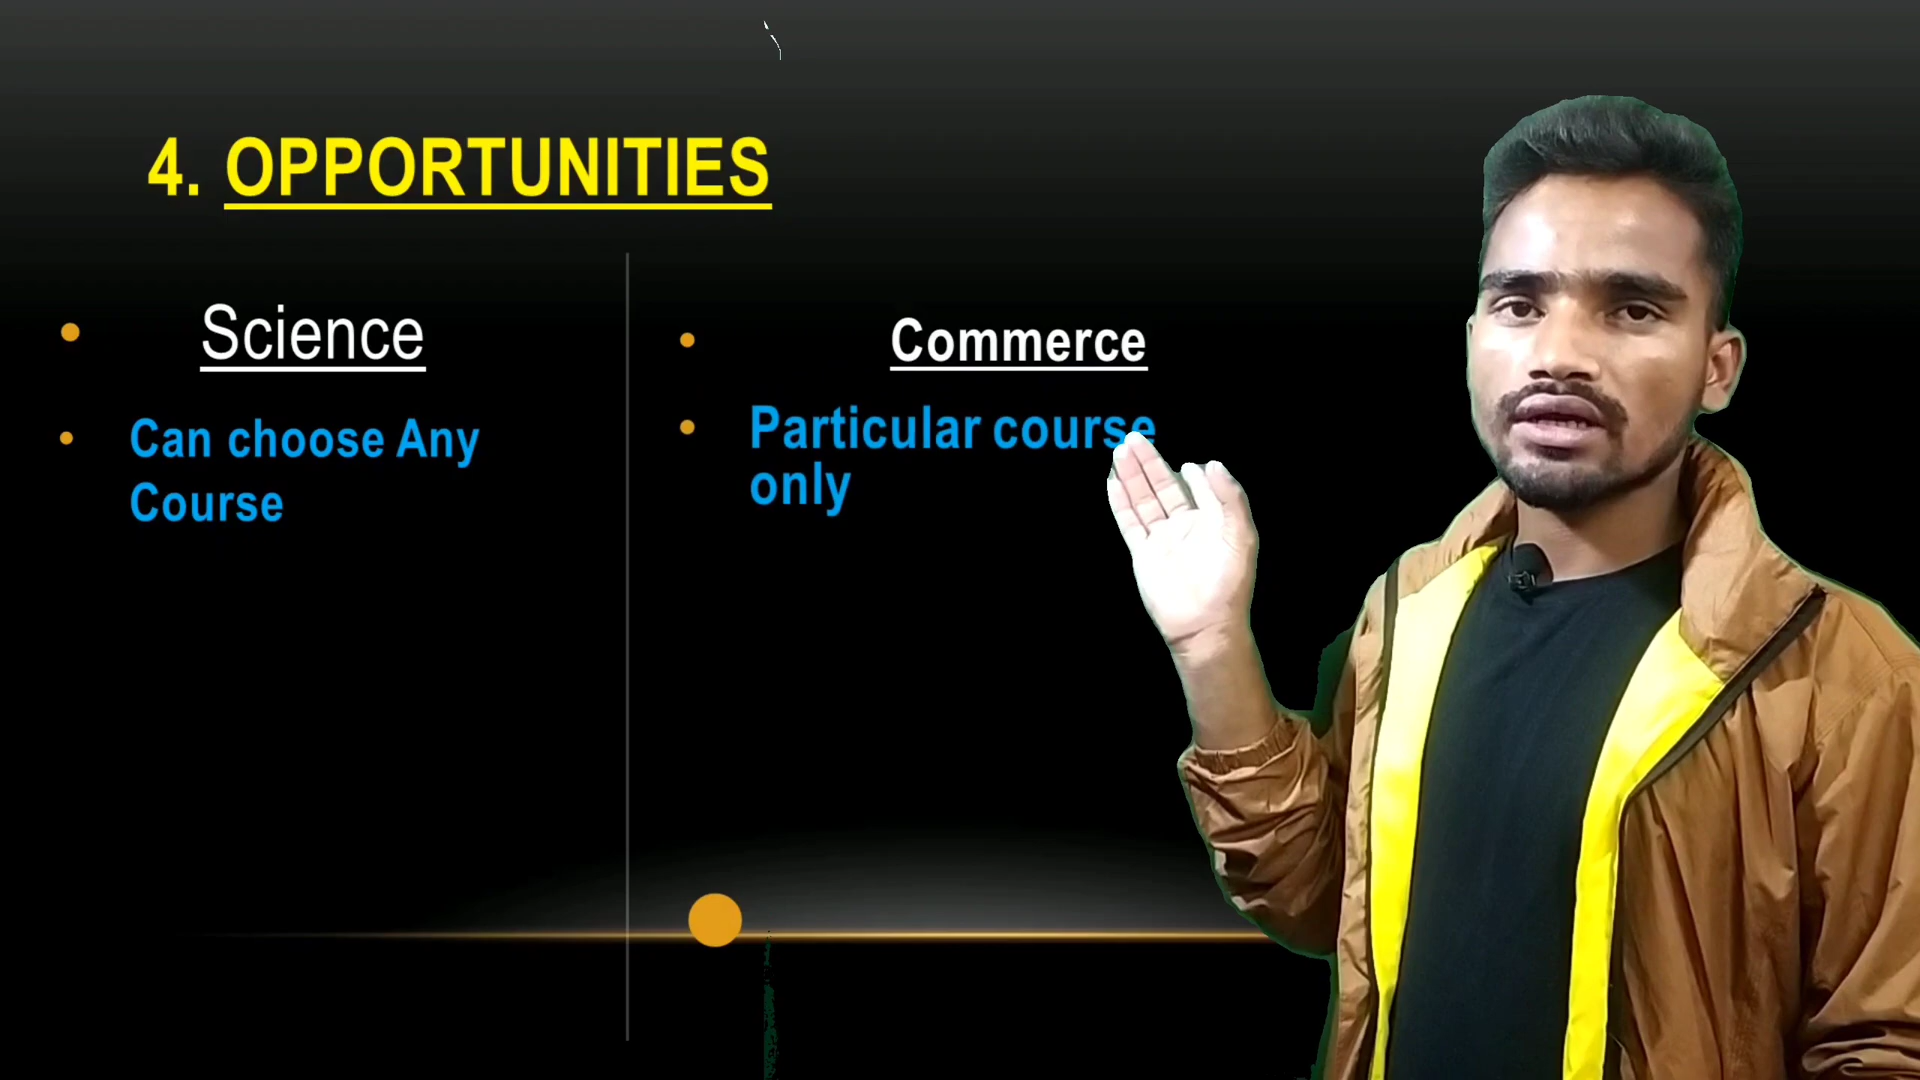 4. OPPORTUNITIES
Science
Can choose Any
Course
Commerce
Particular course
only